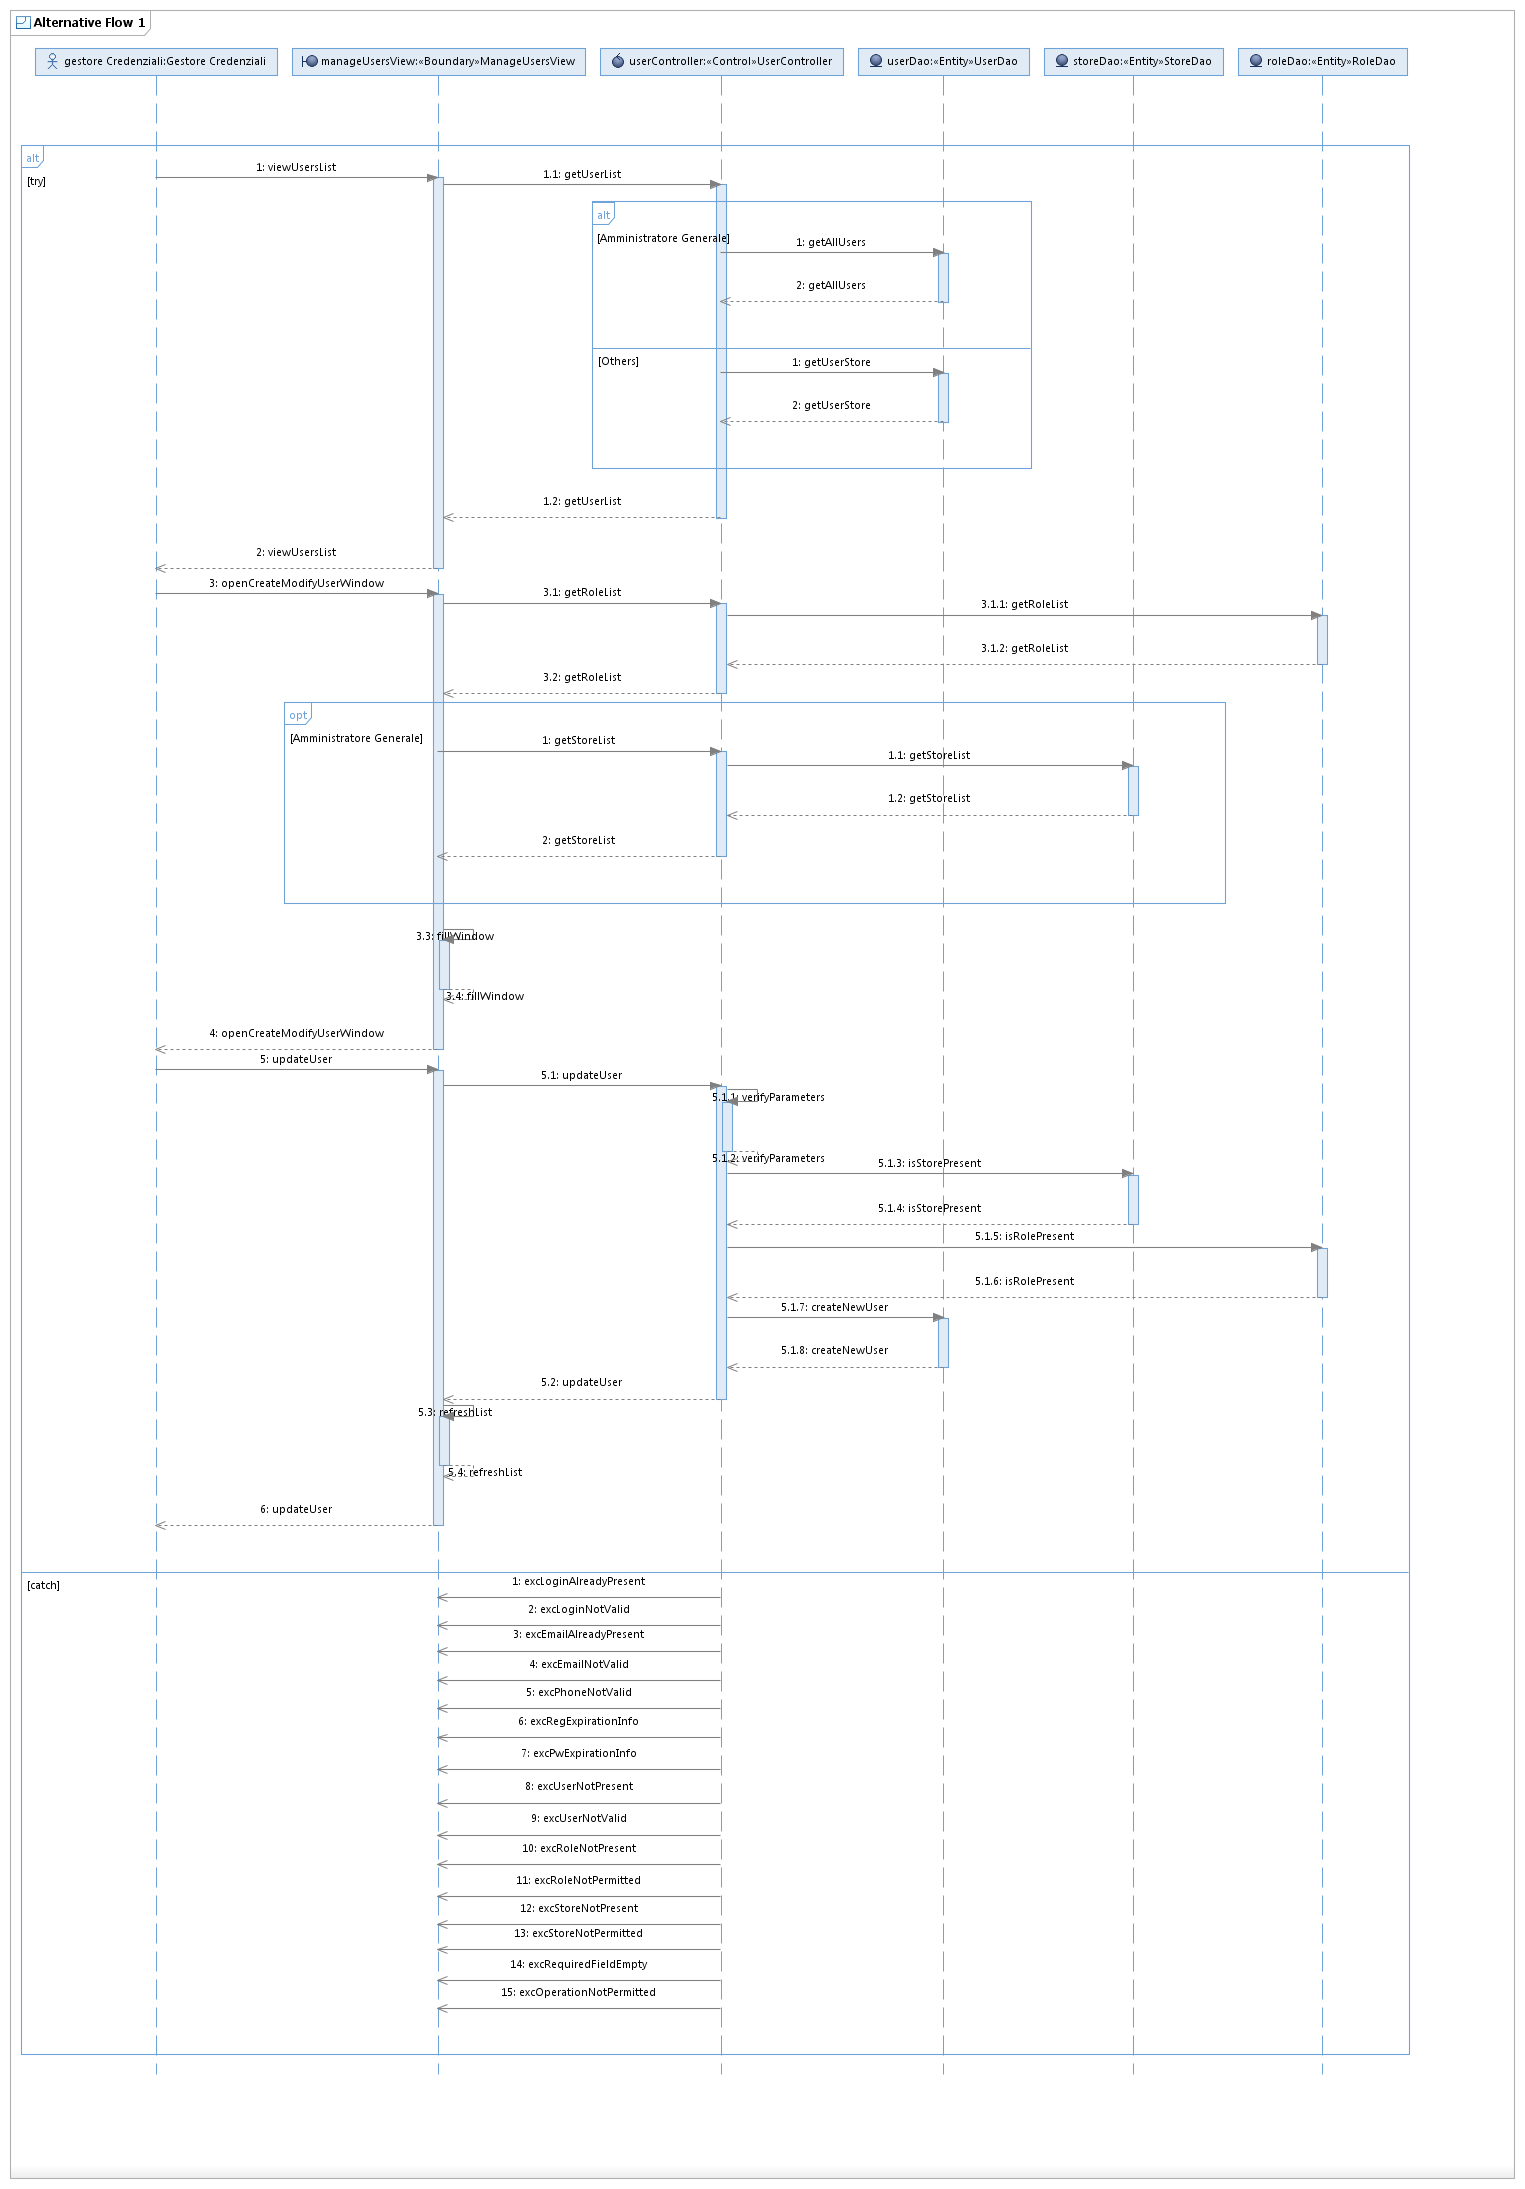 Alternative Flow 1
gestore Credenziali:Gestore Credenziali
manageUsersView:«Boundary»ManageUsersView
userController:«Control»UserController
userDao:«Entity»UserDao
storeDao:«Entity»StoreDao
roleDao:«Entity»RoleDao
alt
[try]
1: viewUsersList
1.1: getUserList
alt
[Amministratore Generale]
1: getAllUsers
2: getAllUsers
[Others]
1: getUserStore
2: getUserStore
1.2: getUserList
2: viewUsersList
3: openCreateModifyUserWindow
3.1: getRoleList
3.1.1: getRoleList
3.1.2: getRoleList
3.2: getRoleList
opt
[Amministratore Generale]
1: getStoreList
1.1: getStoreList
1.2: getStoreList
2: getStoreList
3.3: fillWindow
3.4: fillWindow
4: openCreateModifyUserWindow
5: updateUser
5.1: updateUser
5.1.1: verifyParameters
5.1.2: verifyParameters
5.1.3: isStorePresent
5.1.4: isStorePresent
5.1.5: isRolePresent
5.1.6: isRolePresent
5.1.7: createNewUser
5.1.8: createNewUser
5.2: updateUser
5.3: refreshList
5.4: refreshList
6: updateUser
[catch]
1: excLoginAlreadyPresent
2: excLoginNotValid
3: excEmailAlreadyPresent
4: excEmailNotValid
5: excPhoneNotValid
6: excRegExpirationInfo
7: excPwExpirationInfo
8: excUserNotPresent
9: excUserNotValid
10: excRoleNotPresent
11: excRoleNotPermitted
12: excStoreNotPresent
13: excStoreNotPermitted
14: excRequiredFieldEmpty
15: excOperationNotPermitted